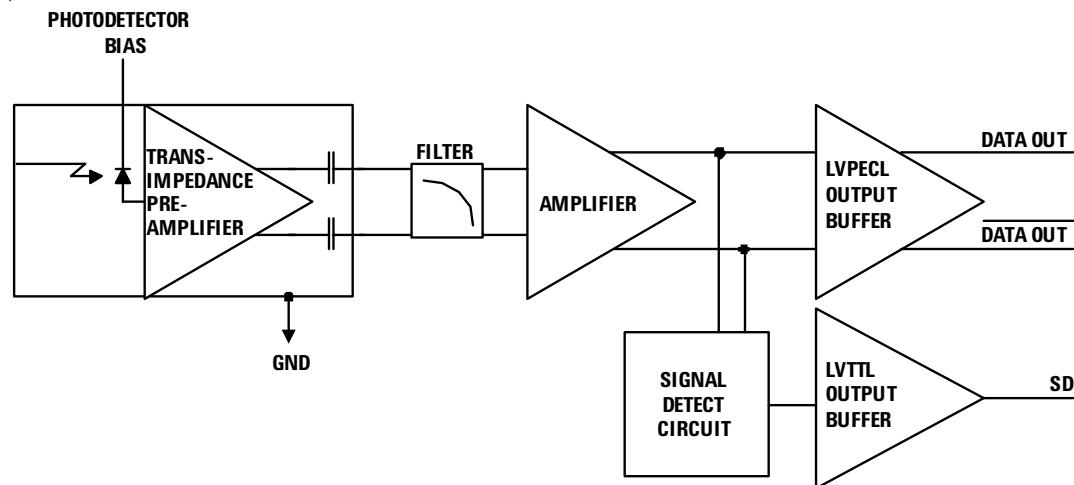 PHOTODETECTOR
BIAS
TRANS-
IMPEDANCE
PRE-
AMPLIFIER
FILTER
AMPLIFIER
LVPECL
OUTPUT
BUFFER
DATA OUT
DATA OUT
GND
SIGNAL
DETECT
CIRCUIT
LVTTL
OUTPUT
BUFFER
SD